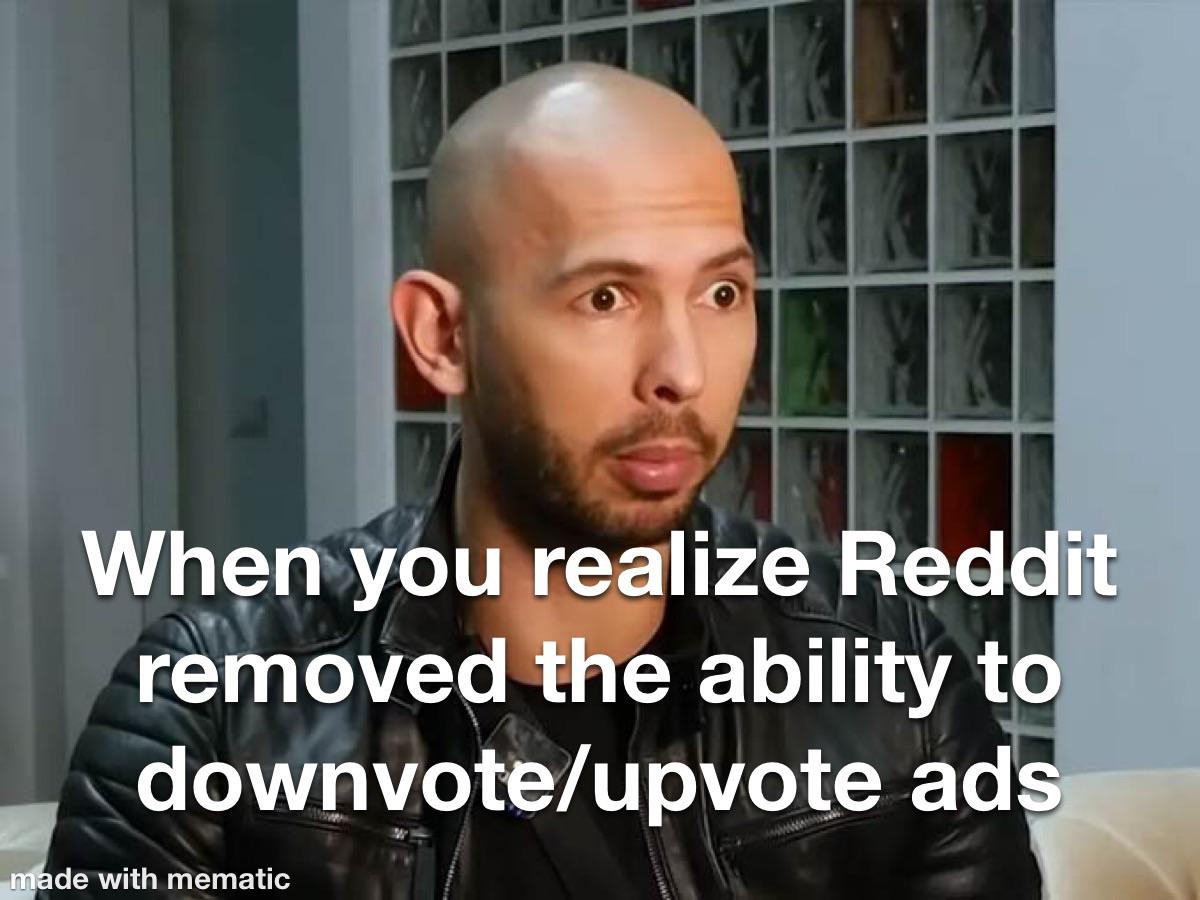 When you realize Reddit
removed the ability to
downvote/upvote ads
made with mematic